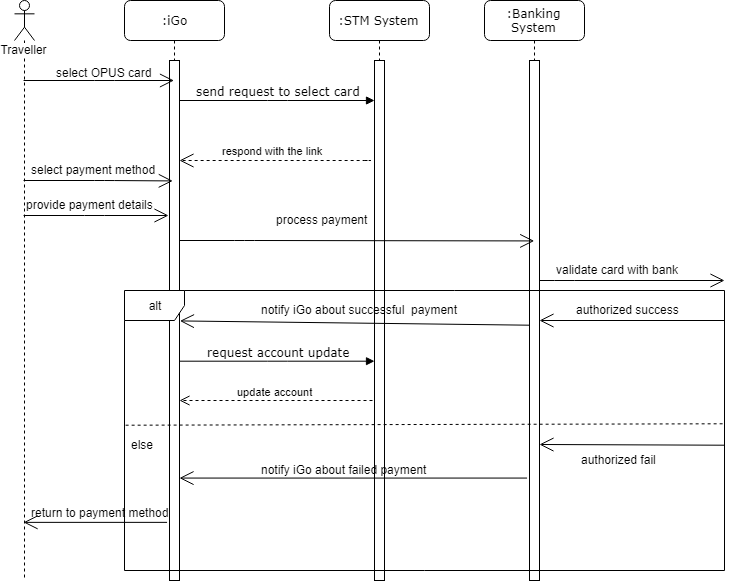 :iGo
:STM System
:Banking
System
Traveller
select OPUS card
send request to select card
respond with the link
select payment method
provide payment details
process payment
validate card with bank
alt
notify iGo about successful payment
authorized success
request account update
update account
else
authorized fail
notify iGo about failed payment
return to payment method